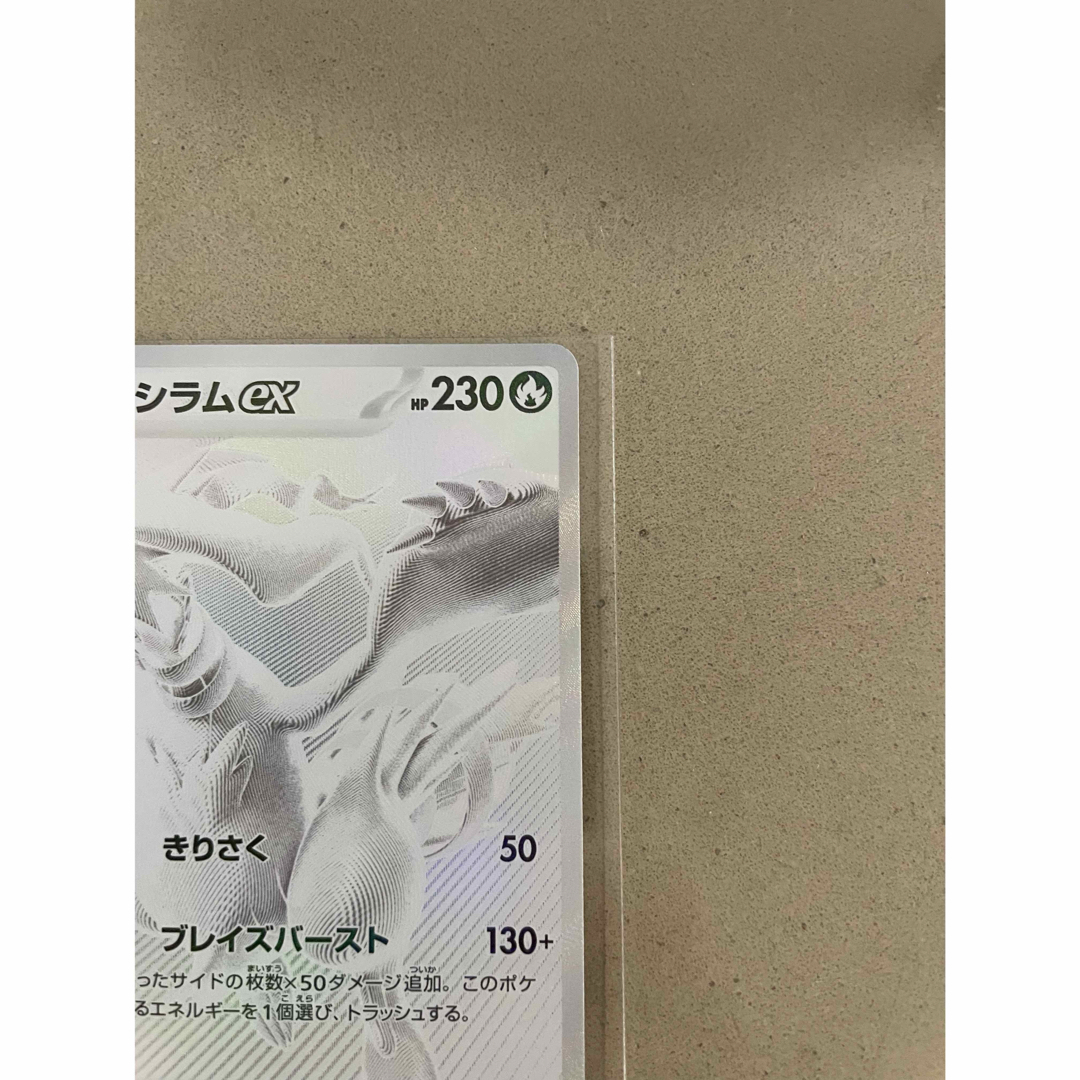 シラムex HP230
きりさく 50
ブレイズバースト 130+
ったサイドの枚数×50ダメージ追加。このポケ
るエネルギーを1個選び、トラッシュする。